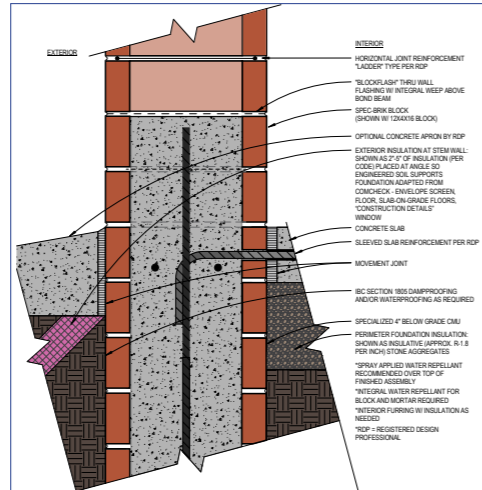 EXTERIOR
INTERIOR
HORIZONTAL JOINT REINFORCEMENT
"LADDER" TYPE PER RDP
"BLOCKFLASH" THRU WALL
FLASHING W/ INTEGRAL WEEP ABOVE
BOND BEAM
SPEC-BRIK BLOCK
(SHOWN W/ 12X4X16 BLOCK)
OPTIONAL CONCRETE APRON BY RDP
EXTERIOR INSULATION AT STEM WALL:
SHOWN AS 2"-5" OF INSULATION (PER
CODE) PLACED AT ANGLE SO
ENGINEERED SOIL SUPPORTS
FOUNDATION ADAPTED FROM
COMCHECK - ENVELOPE SCREEN,
FLOOR, SLAB-ON-GRADE FLOORS,
"CONSTRUCTION DETAILS"
WINDOW
CONCRETE SLAB
SLEEVED SLAB REINFORCEMENT PER RDP
MOVEMENT JOINT
IBC SECTION 1805 DAMPPROOFING
AND/OR WATERPROOFING AS REQUIRED
SPECIALIZED 4" BELOW GRADE CMU
PERIMETER FOUNDATION INSULATION:
SHOWN AS INSULATIVE (APPROX. R-1.8
PER INCH) STONE AGGREGATES
*SPRAY APPLIED WATER REPELLANT
RECOMMENDED OVER TOP OF
FINISHED ASSEMBLY
*INTEGRAL WATER REPELLANT FOR
BLOCK AND MORTAR REQUIRED
*INTERIOR FURRING W/ INSULATION AS
NEEDED
*RDP = REGISTERED DESIGN
PROFESSIONAL